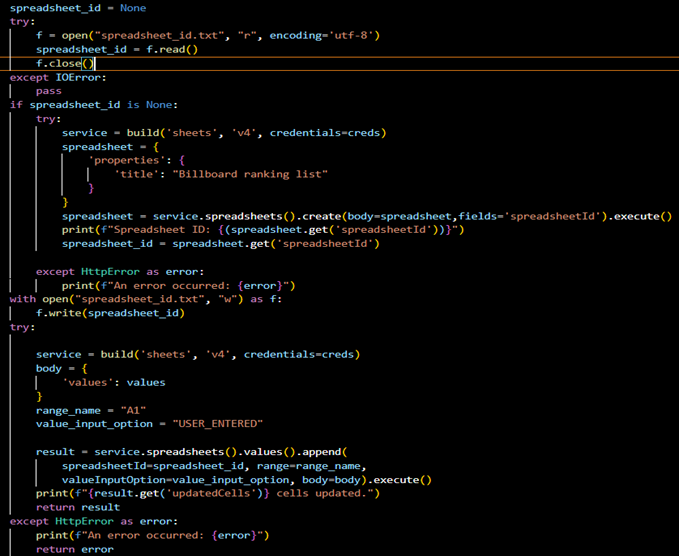 spreadsheet_id = None
try:
    f = open("spreadsheet_id.txt", "r", encoding='utf-8')
    spreadsheet_id = f.read()
    f.close()
except IOError:
    pass
if spreadsheet_id is None:
    try:
        service = build('sheets', 'v4', credentials=creds)
        spreadsheet = {
            'properties': {
                'title': "Billboard ranking list"
            }
        }
        spreadsheet = service.spreadsheets().create(body=spreadsheet,fields='spreadsheetId').execute()
        print(f"Spreadsheet ID: {(spreadsheet.get('spreadsheetId'))}")
        spreadsheet_id = spreadsheet.get('spreadsheetId')

    except HttpError as error:
        print(f"An error occurred: {error}")
with open("spreadsheet_id.txt", "w") as f:
    f.write(spreadsheet_id)
try:

    service = build('sheets', 'v4', credentials=creds)
    body = {
        'values': values
    }
    range_name = "A1"
    value_input_option = "USER_ENTERED"

    result = service.spreadsheets().values().append(
        spreadsheetId=spreadsheet_id, range=range_name,
        valueInputOption=value_input_option, body=body).execute()
    print(f"{result.get('updatedCells')} cells updated.")
    return result
except HttpError as error:
    print(f"An error occurred: {error}")
    return error